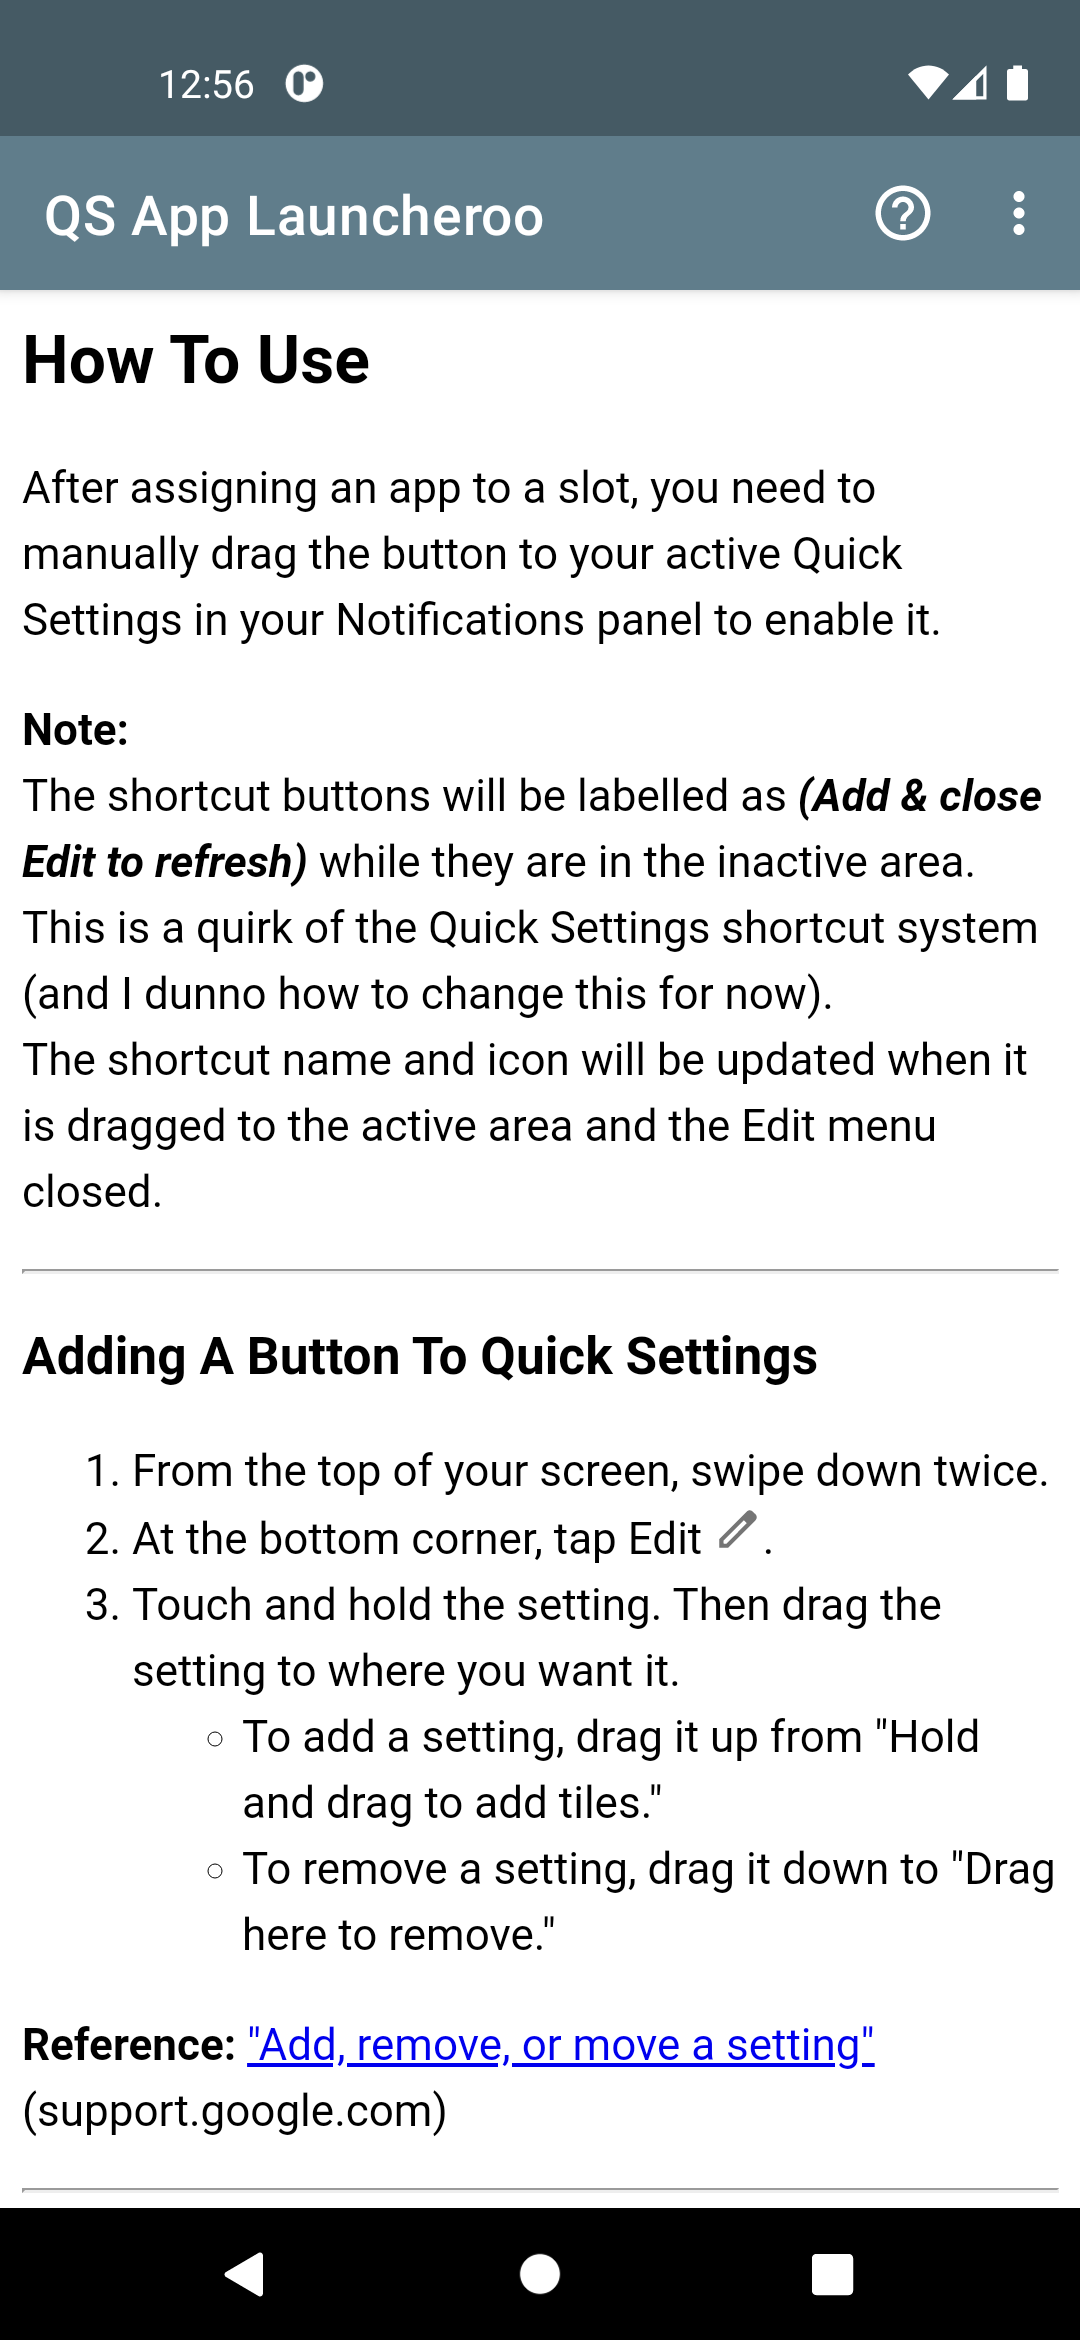 12:56
QS App Launcheroo
How To Use
After assigning an app to a slot, you need to
manually drag the button to your active Quick
Settings in your Notifications panel to enable it.
Note:
The shortcut buttons will be labelled as (Add & close
Edit to refresh) while they are in the inactive area.
This is a quirk of the Quick Settings shortcut system
(and I dunno how to change this for now).
The shortcut name and icon will be updated when it
is dragged to the active area and the Edit menu
closed.
Adding A Button To Quick Settings
1. From the top of your screen, swipe down twice.
2. At the bottom corner, tap Edit .
3. Touch and hold the setting. Then drag the
setting to where you want it.
To add a setting, drag it up from "Hold
and drag to add tiles."
To remove a setting, drag it down to "Drag
here to remove."
Reference: "Add, remove, or move a setting"
(support.google.com)